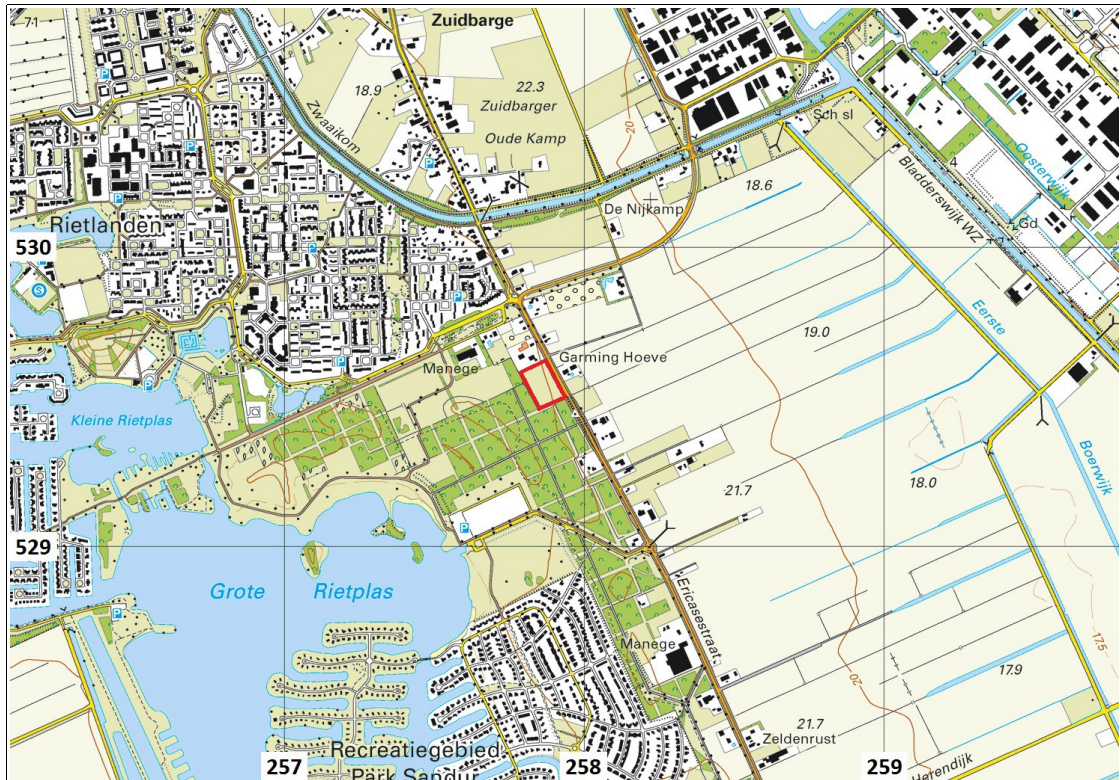 71
Zuidbarge
P
18.9
22.3
Zuidbarger
Oude Kamp
20
Zwaaikom
Sch sl
P
P
P
4
Oosterwijk
Bladderswijk WZ
18.6
De Nijkamp
Gd
Rietlanden
530
P
S
P
Eerste
19.0
Garming Hoeve
Manege
P
P
Kleine Rietplas
Boerwijk
18.0
21.7
P
529
Grote Rietplas
Ericasestraat
P
17.5
Manege
20
17.9
21.7
Zeldenrust
Recreatiegebied
Park Sandur
257
258
259
Herendijk